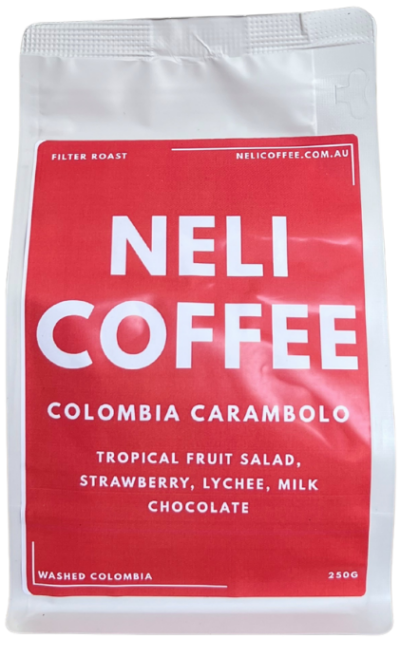 FILTER ROAST
NELICOFFEE.COM.AU
NELI
COFFEE
COLOMBIA CARAMBOLO
TROPICAL FRUIT SALAD,
STRAWBERRY, LYCHEE, MILK
CHOCOLATE
WASHED COLOMBIA
250G